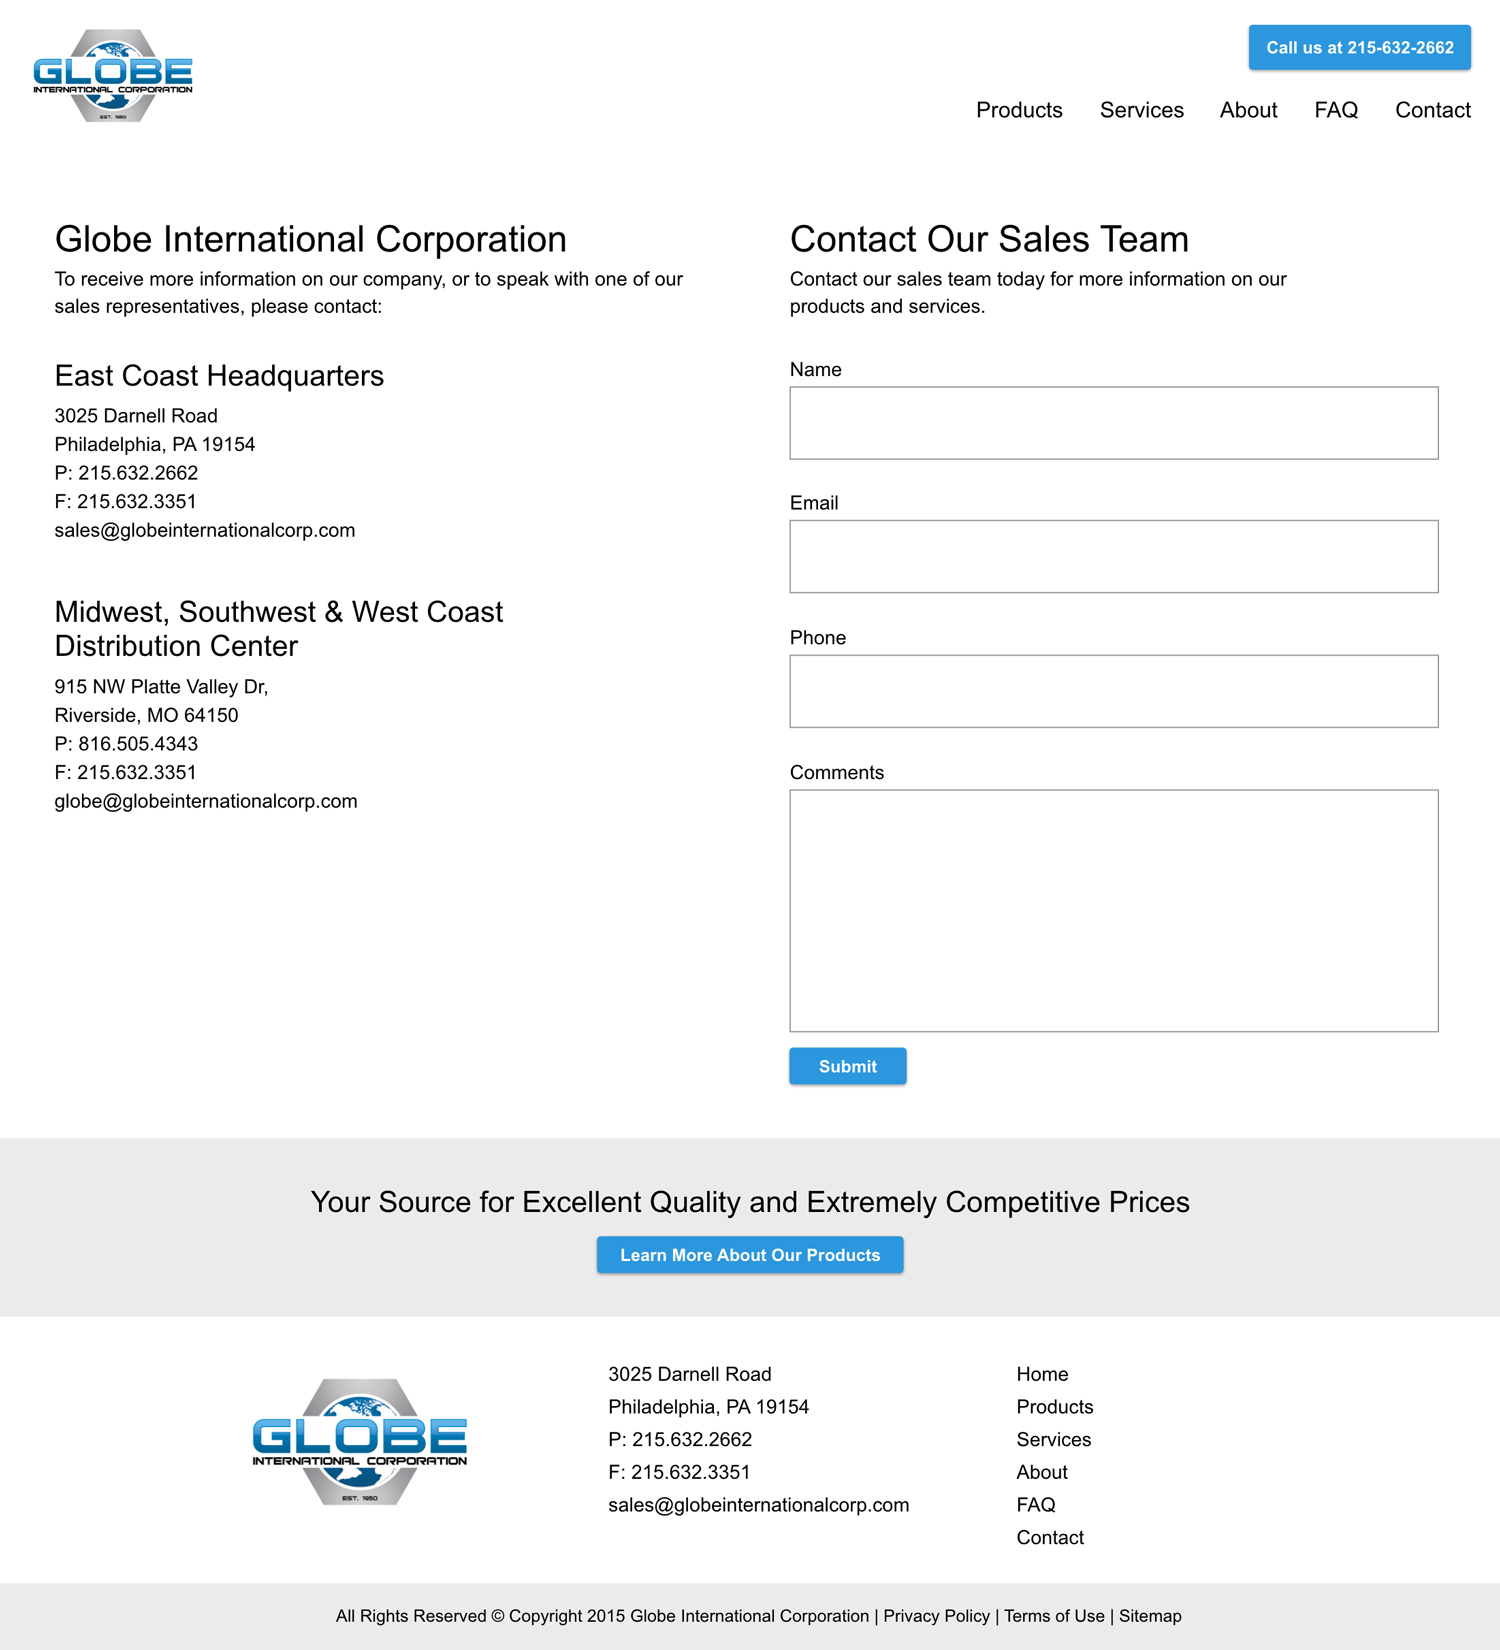 GLOBE
INTERNATIONAL CORPORATION
EST. 1950
Call us at 215-632-2662
Products Services About FAQ Contact
Globe International Corporation
To receive more information on our company, or to speak with one of our
sales representatives, please contact:
East Coast Headquarters
3025 Darnell Road
Philadelphia, PA 19154
P: 215.632.2662
F: 215.632.3351
sales@globeinternationalcorp.com
Midwest, Southwest & West Coast
Distribution Center
915 NW Platte Valley Dr,
Riverside, MO 64150
P: 816.505.4343
F: 215.632.3351
globe@globeinternationalcorp.com
Contact Our Sales Team
Contact our sales team today for more information on our
products and services.
Name
Email
Phone
Comments
Submit
Your Source for Excellent Quality and Extremely Competitive Prices
Learn More About Our Products
GLOBE
INTERNATIONAL CORPORATION
EST. 1950
3025 Darnell Road
Philadelphia, PA 19154
P: 215.632.2662
F: 215.632.3351
sales@globeinternationalcorp.com
Home
Products
Services
About
FAQ
Contact
All Rights Reserved © Copyright 2015 Globe International Corporation | Privacy Policy | Terms of Use | Sitemap